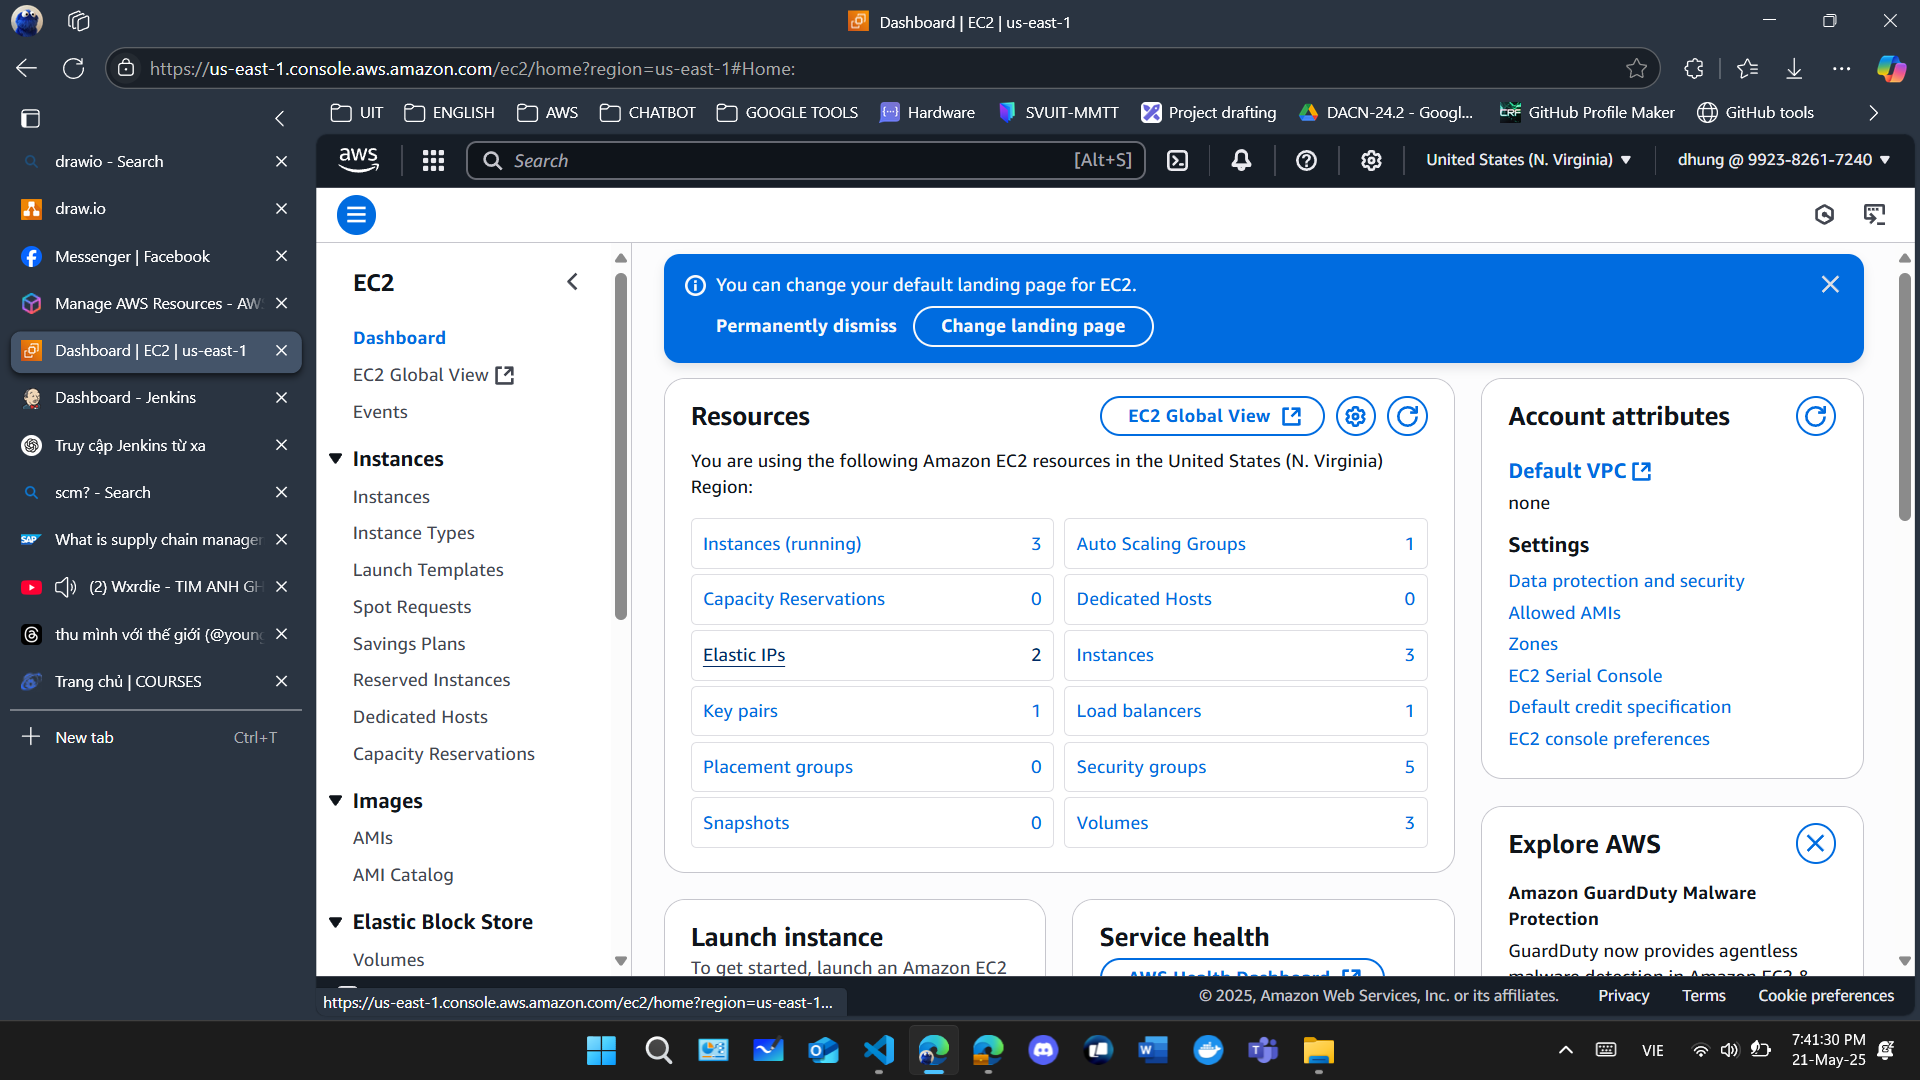 Dashboard | EC2 | us-east-1
https://us-east-1.console.aws.amazon.com/ec2/home?region=us-east-1#Home:
UIT
ENGLISH
AWS
CHATBOT
GOOGLE TOOLS
Hardware
SVUIT-MMTT
Project drafting
DACN-24.2 - Googl...
GitHub Profile Maker
GitHub tools
drawio - Search
draw.io
Messenger | Facebook
Manage AWS Resources - AW
Dashboard | EC2 | us-east-1
Dashboard - Jenkins
Truy cập Jenkins từ xa
scm? - Search
What is supply chain manager
(2) Wxrdie - TIM ANH GH
thu mình với thế giới (@young
Trang chủ | COURSES
New tab
Ctrl+T
aws
Search
[Alt+S]
United States (N. Virginia)
dhung @ 9923-8261-7240
EC2
Dashboard
EC2 Global View
Events
Instances
Instances
Instance Types
Launch Templates
Spot Requests
Savings Plans
Reserved Instances
Dedicated Hosts
Capacity Reservations
Images
AMIs
AMI Catalog
Elastic Block Store
Volumes
You can change your default landing page for EC2.
Permanently dismiss
Change landing page
Resources
EC2 Global View
You are using the following Amazon EC2 resources in the United States (N. Virginia)
Region:
Instances (running) 3
Auto Scaling Groups 1
Capacity Reservations 0
Dedicated Hosts 0
Elastic IPs 2
Instances 3
Key pairs 1
Load balancers 1
Placement groups 0
Security groups 5
Snapshots 0
Volumes 3
Launch instance
To get started, launch an Amazon EC2
Service health
AWS Health Dashboard
Account attributes
Default VPC
none
Settings
Data protection and security
Allowed AMIs
Zones
EC2 Serial Console
Default credit specification
EC2 console preferences
Explore AWS
Amazon GuardDuty Malware
Protection
GuardDuty now provides agentless
malware detection in Amazon EC2 &
https://us-east-1.console.aws.amazon.com/ec2/home?region=us-east-1...
© 2025, Amazon Web Services, Inc. or its affiliates.
Privacy
Terms
Cookie preferences
VIE
7:41:30 PM
21-May-25